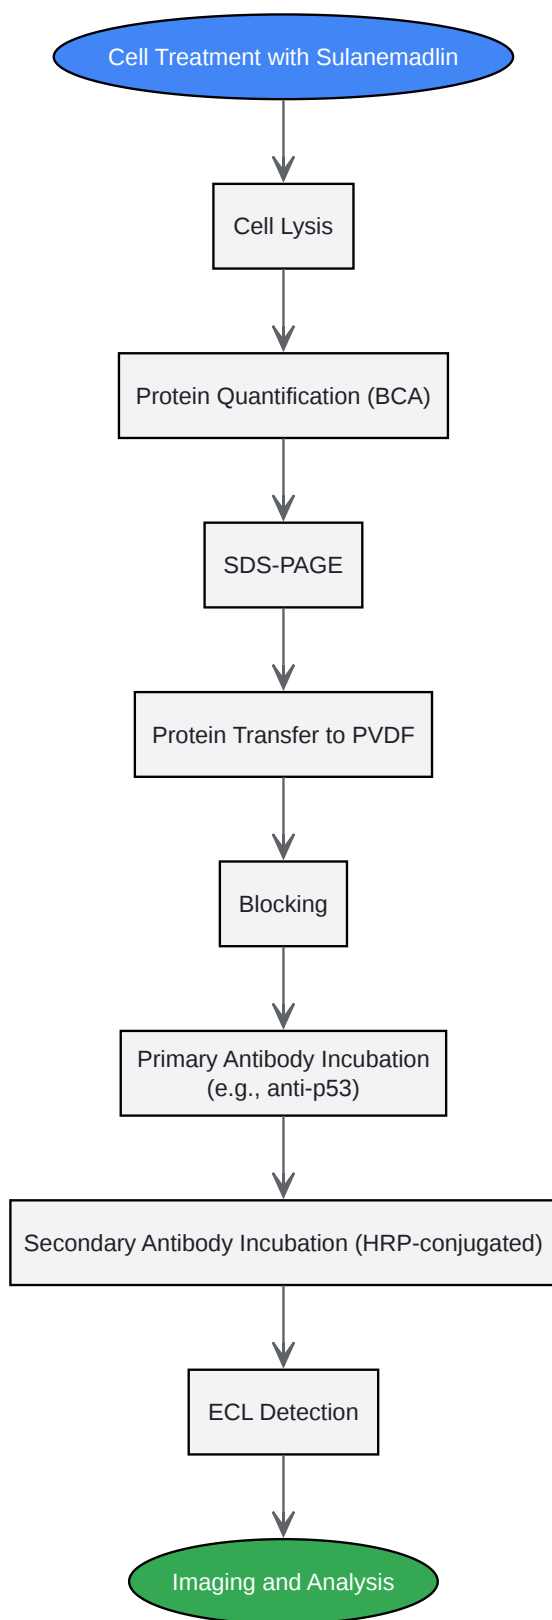 Cell Treatment with Sulanemadlin
Cell Lysis
Protein Quantification (BCA)
SDS-PAGE
Protein Transfer to PVDF
Blocking
Primary Antibody Incubation
(e.g., anti-p53)
Secondary Antibody Incubation (HRP-conjugated)
ECL Detection
Imaging and Analysis